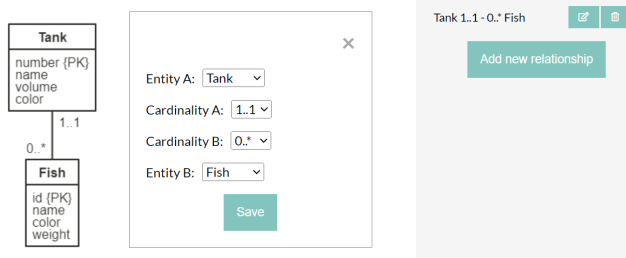 Tank
number {PK}
name
volume
color
1..1
0..*
Fish
id {PK}
name
color
weight
×
Entity A: Tank
Cardinality A: 1..1
Cardinality B: 0..*
Entity B: Fish
Save
Tank 1..1 - 0..* Fish
Add new relationship